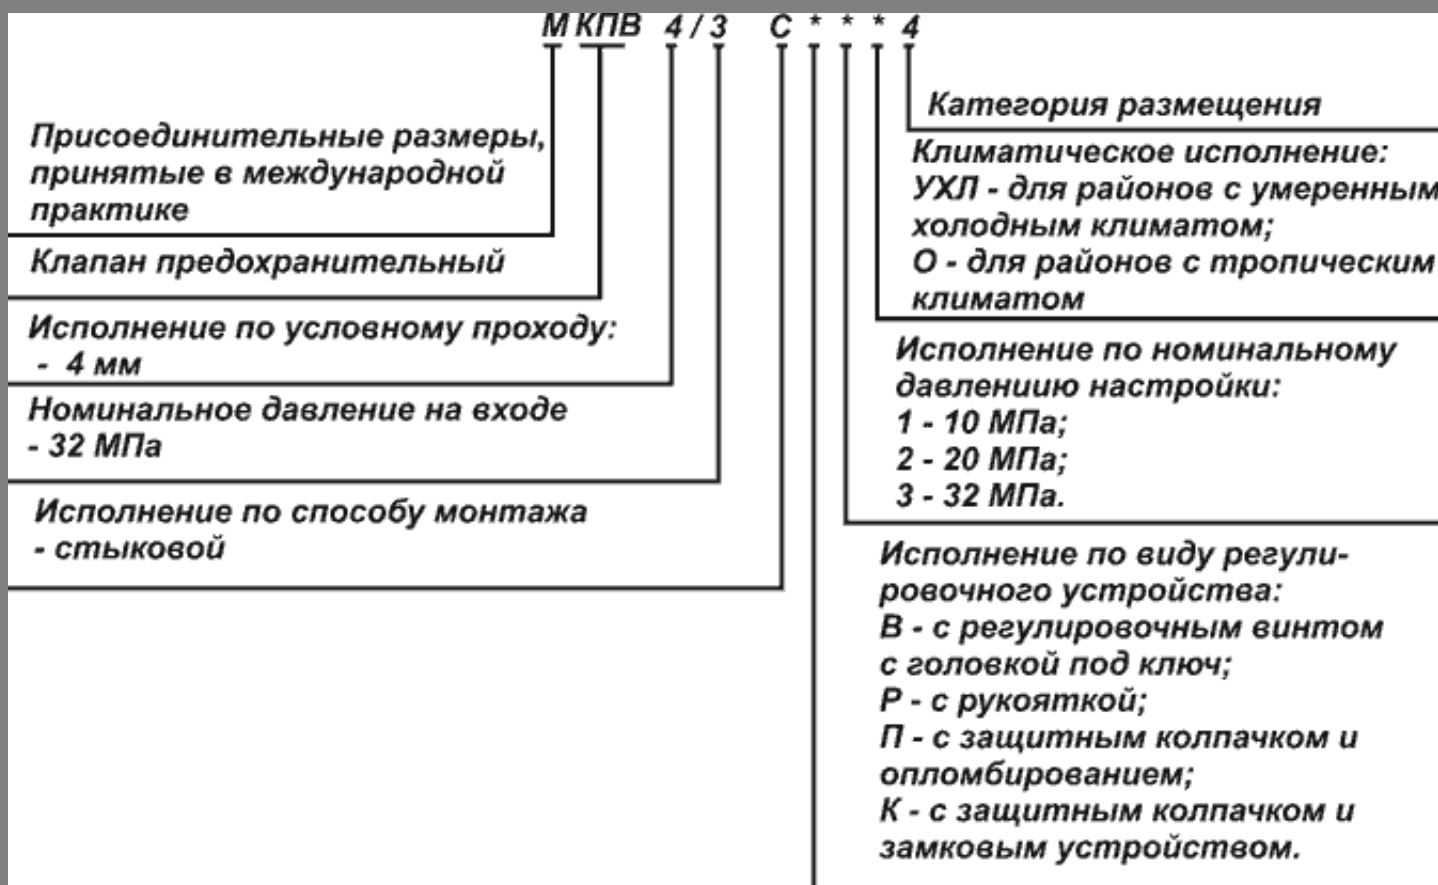 М КПВ 4 / 3 С * * * 4
Присоединительные размеры,
принятые в международной
практике
Клапан предохранительный
Исполнение по условному проходу:
- 4 мм
Номинальное давление на входе
- 32 МПа
Исполнение по способу монтажа
- стыковой
Категория размещения
Климатическое исполнение:
УХЛ - для районов с умеренным
холодным климатом;
О - для районов с тропическим
климатом
Исполнение по номинальному
давлениию настройки:
1 - 10 МПа;
2 - 20 МПа;
3 - 32 МПа.
Исполнение по виду регули-
ровочного устройства:
В - с регулировочным винтом
с головкой под ключ;
Р - с рукояткой;
П - с защитным колпачком и
опломбированием;
К - с защитным колпачком и
замковым устройством.